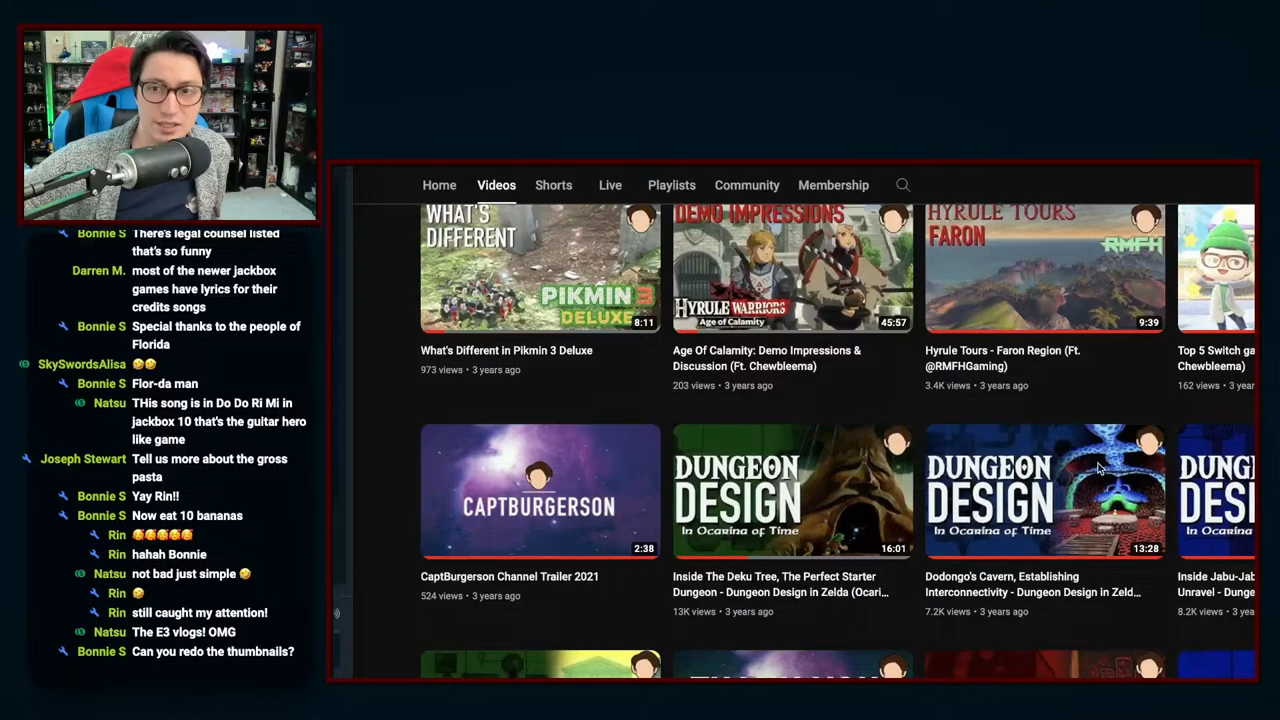 Bonnie S There's legal counsel listed
that's so funny
Darren M. most of the newer jackbox
games have lyrics for their
credits songs
Bonnie S Special thanks to the people of
Florida
SkySwordsAlisa 🤣🤣
Bonnie S Flor-da man
Natsu THis song is in Do Do Ri Mi in
jackbox 10 that's the guitar hero
like game
Joseph Stewart Tell us more about the gross
pasta
Bonnie S Yay Rin!!
Bonnie S Now eat 10 bananas
Rin 🥰🥰🥰🥰🥰
Rin hahah Bonnie
Natsu not bad just simple 🤣
Rin 🤣
Rin still caught my attention!
Natsu The E3 vlogs! OMG
Bonnie S Can you redo the thumbnails?
Home Videos Shorts Live Playlists Community Membership
WHAT'S
DIFFERENT
PIKMIN 3
DELUXE
8:11
What's Different in Pikmin 3 Deluxe
973 views • 3 years ago
DEMO IMPRESSIONS
HYRULE WARRIORS
Age of Calamity
45:57
Age Of Calamity: Demo Impressions &
Discussion (Ft. Chewbleema)
203 views • 3 years ago
HYRULE TOURS
FARON
RMFH
9:39
Hyrule Tours - Faron Region (Ft.
@RMFHGaming)
3.4K views • 3 years ago
Top 5 Switch ga
Chewbleema)
162 views • 3 year
CAPTBURGERSON
2:38
CaptBurgerson Channel Trailer 2021
524 views • 3 years ago
DUNGEON
DESIGN
In Ocarina of Time
16:01
Inside The Deku Tree, The Perfect Starter
Dungeon - Dungeon Design in Zelda (Ocari...
13K views • 3 years ago
DUNGEON
DESIGN
In Ocarina of Time
13:28
Dodongo's Cavern, Establishing
Interconnectivity - Dungeon Design in Zeld...
7.2K views • 3 years ago
Inside Jabu-Jab
Unravel - Dunge
8.2K views • 3 yea